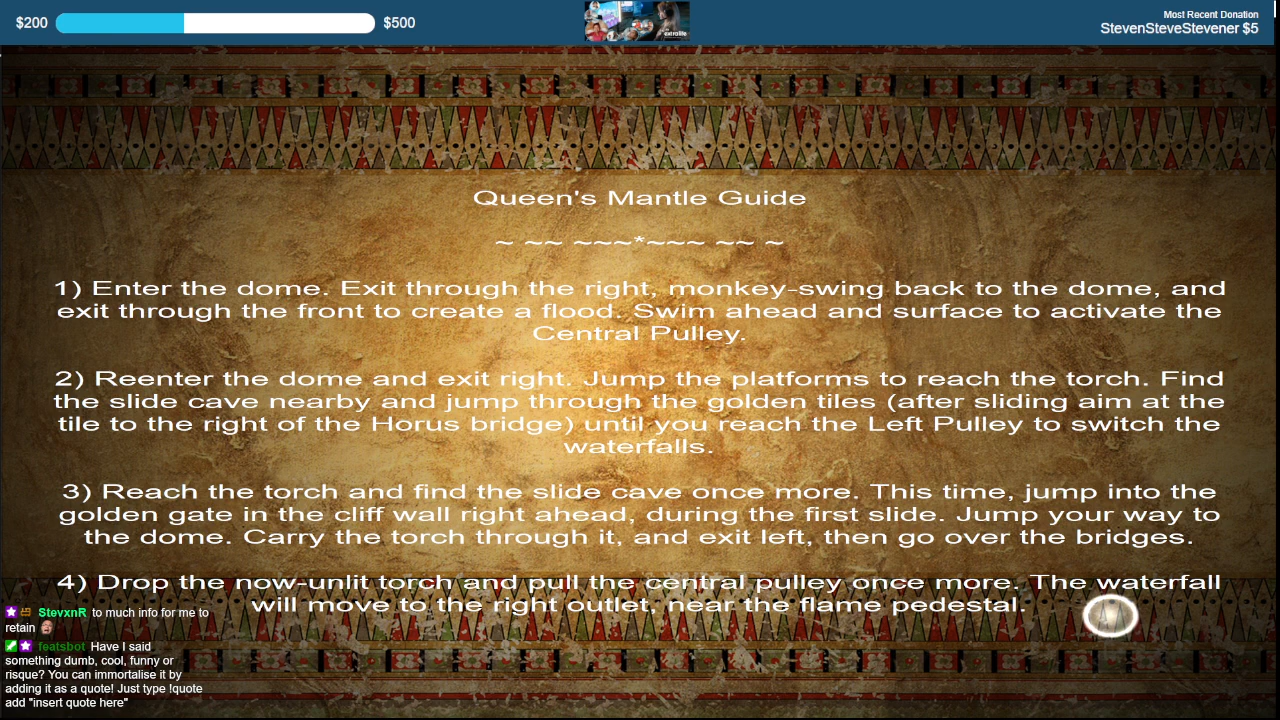 $200
$500
extralife
Most Recent Donation
StevenSteveStevener $5
Queen's Mantle Guide
~ ~~ ~~~*~~~ ~~ ~
1) Enter the dome. Exit through the right, monkey-swing back to the dome, and
exit through the front to create a flood. Swim ahead and surface to activate the
Central Pulley.
2) Reenter the dome and exit right. Jump the platforms to reach the torch. Find
the slide cave nearby and jump through the golden tiles (after sliding aim at the
tile to the right of the Horus bridge) until you reach the Left Pulley to switch the
waterfalls.
3) Reach the torch and find the slide cave once more. This time, jump into the
golden gate in the cliff wall right ahead, during the first slide. Jump your way to
the dome. Carry the torch through it, and exit left, then go over the bridges.
4) Drop the now-unlit torch and pull the central pulley once more. The waterfall
will move to the right outlet, near the flame pedestal.
StevxnR to much info for me to
retain
featsbot Have I said
something dumb, cool, funny or
risque? You can immortalise it by
adding it as a quote! Just type !quote
add "insert quote here"